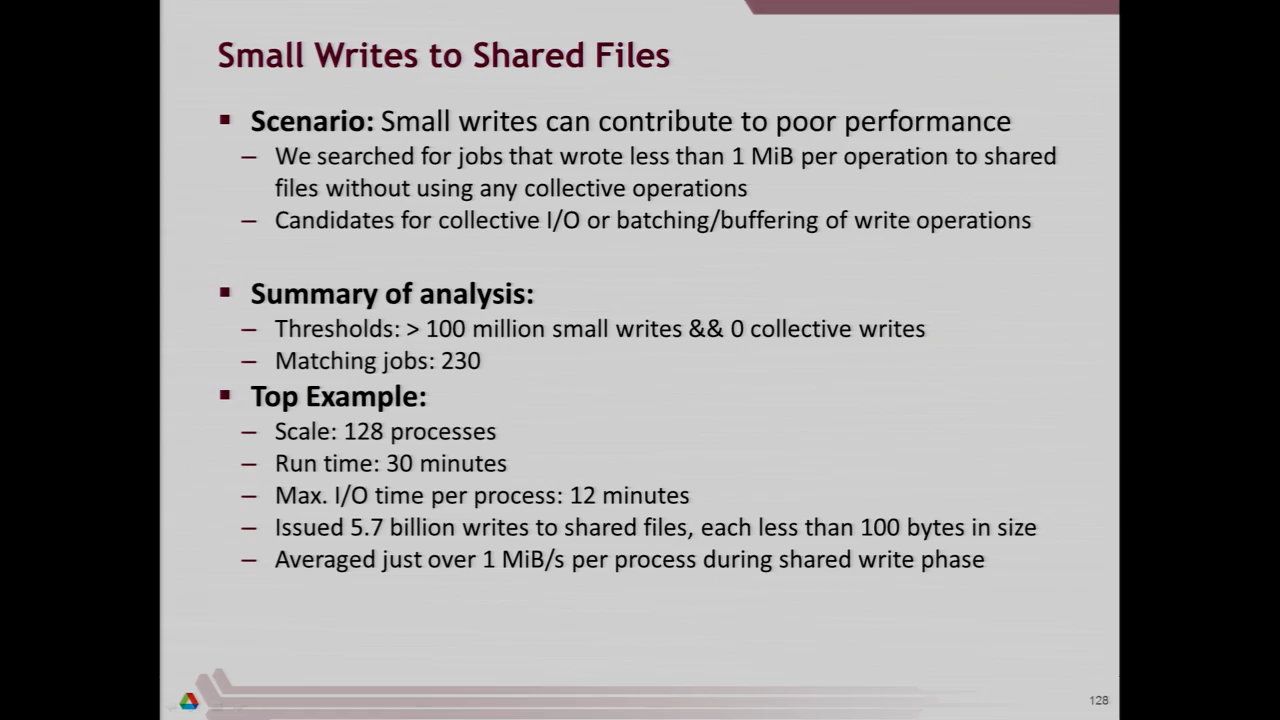 Small Writes to Shared Files
▪ Scenario: Small writes can contribute to poor performance
– We searched for jobs that wrote less than 1 MiB per operation to shared
files without using any collective operations
– Candidates for collective I/O or batching/buffering of write operations
▪ Summary of analysis:
– Thresholds: > 100 million small writes && 0 collective writes
– Matching jobs: 230
▪ Top Example:
– Scale: 128 processes
– Run time: 30 minutes
– Max. I/O time per process: 12 minutes
– Issued 5.7 billion writes to shared files, each less than 100 bytes in size
– Averaged just over 1 MiB/s per process during shared write phase
128